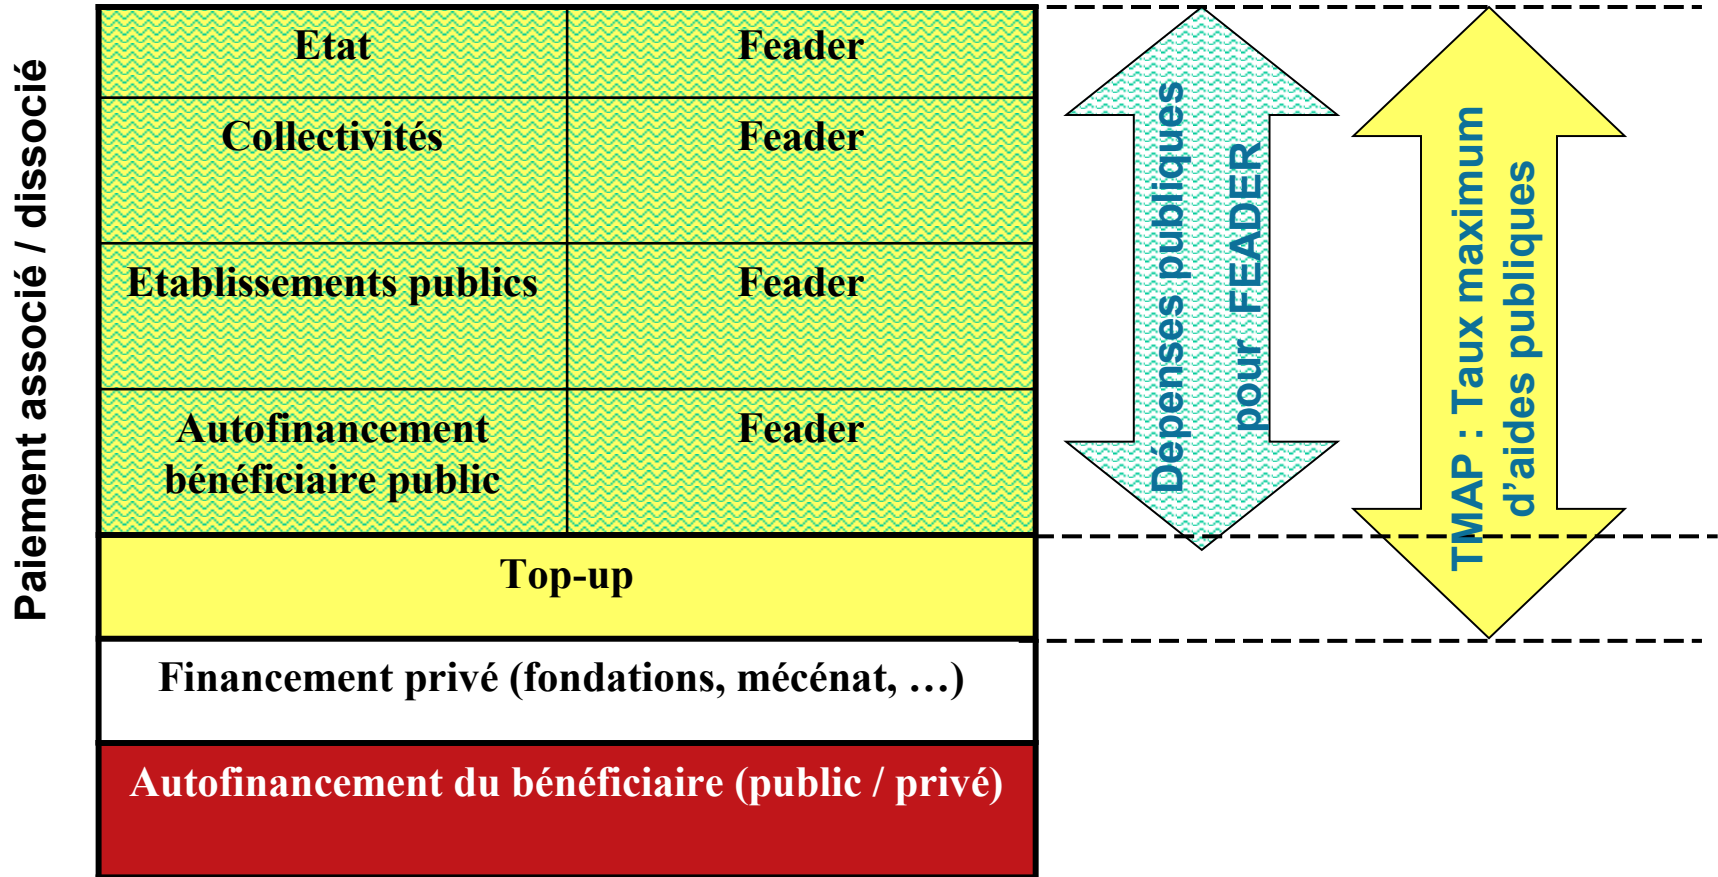 Paiement associé / dissocié
Etat
Feader
Collectivités
Feader
Etablissements publics
Feader
Autofinancement
bénéficiaire public
Feader
Top-up
Financement privé (fondations, mécénat, …)
Autofinancement du bénéficiaire (public / privé)
Dépenses publiques
pour FEADER
TMAP : Taux maximum
d’aides publiques